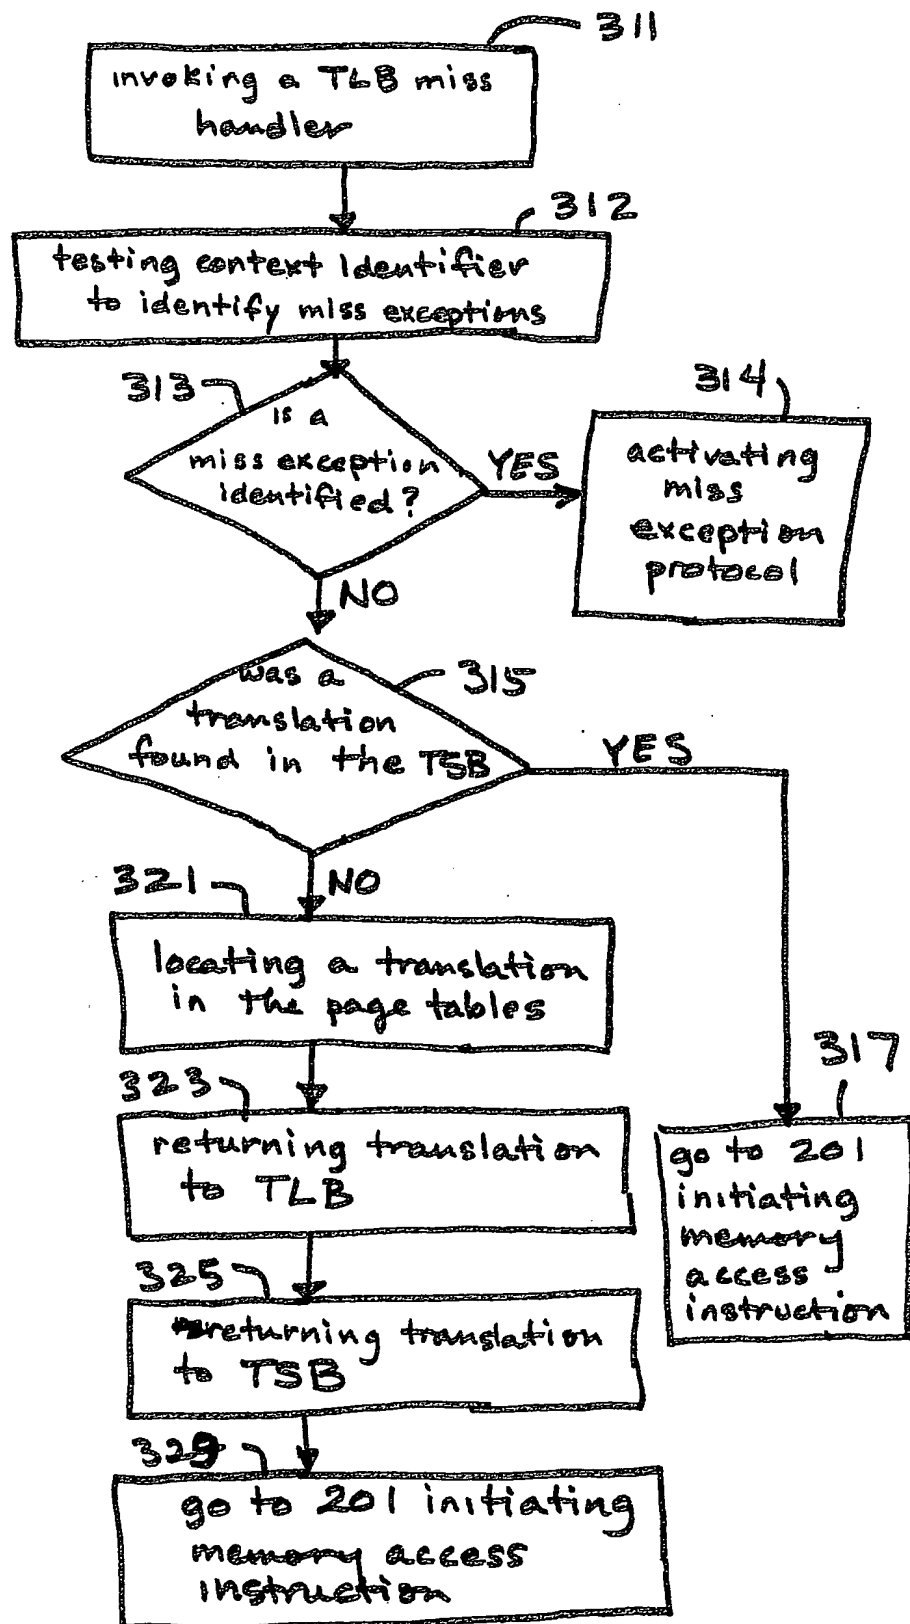 311
invoking a TLB miss
handler
312
testing context identifier
to identify miss exceptions
313
is a
miss exception
identified?
YES
314
activating
miss
exception
protocol
NO
was a
translation
found in the TSB
315
YES
321
NO
locating a translation
in the page tables
323
returning translation
to TLB
317
go to 201
initiating
memory
access
instruction
325
returning translation
to TSB
329
go to 201 initiating
memory access
instruction